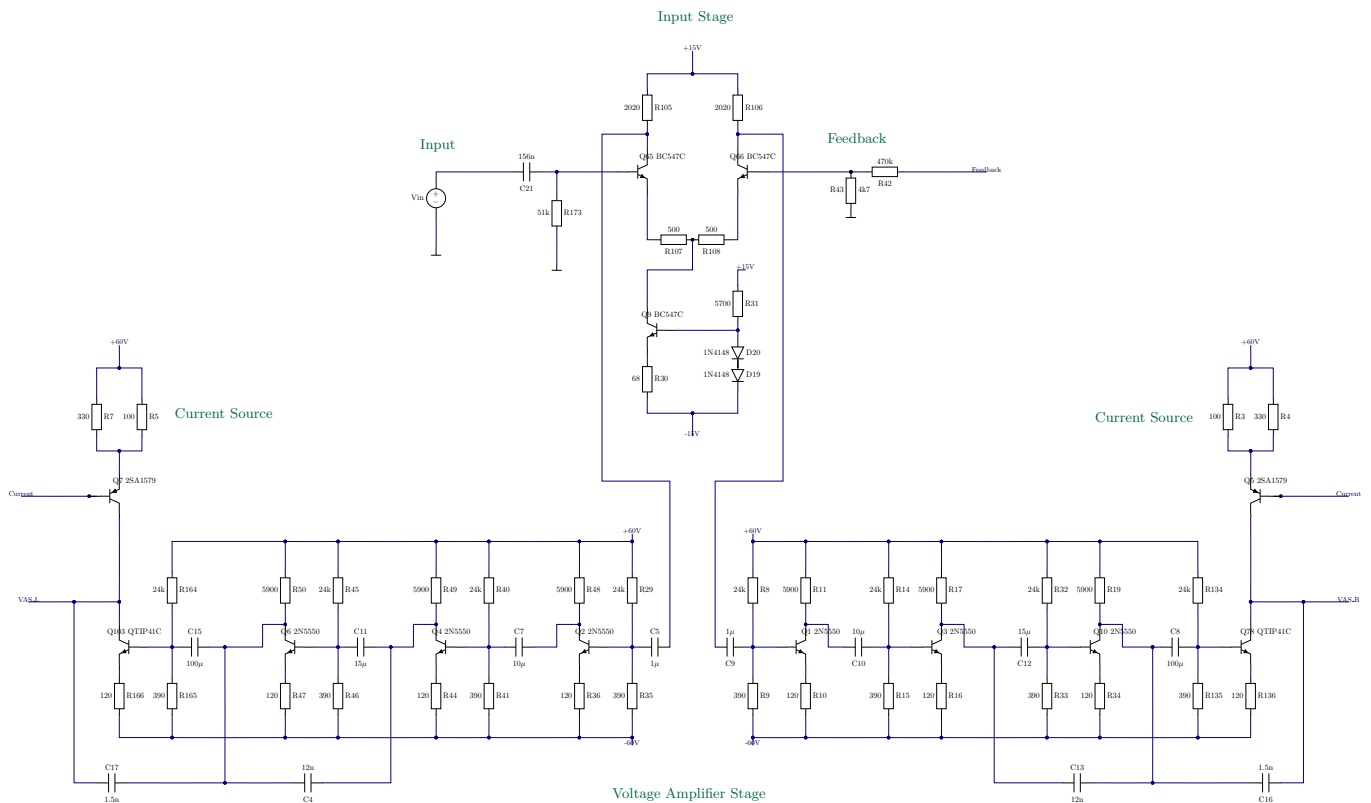 Input Stage
+15V
2020 R105
2020 R106
Input
Feedback
156n
C21
Q65 BC547C
Q66 BC547C
470k
R42
Feedback
Vin
51k R173
R43 4k7
500
R107
500
R108
+15V
5700 R31
Q9 BC547C
1N4148 D20
1N4148 D19
68 R30
-15V
+60V
330 R7
100 R5
Current Source
Q7 2SA1579
Current
+60V
100 R3
330 R4
Current Source
Q5 2SA1579
Current
+60V
24k R164
5900 R50
24k R45
5900 R49
24k R40
5900 R48
24k R29
+60V
24k R8
5900 R11
24k R14
5900 R17
24k R32
5900 R19
24k R134
VAS-L
VAS-R
Q103 QTIP41C
C15
100μ
Q6 2N5550
C11
15μ
Q4 2N5550
C7
10μ
Q2 2N5550
C5
1μ
1μ
C9
Q1 2N5550
10μ
C10
Q3 2N5550
15μ
C12
Q10 2N5550
C8
100μ
Q78 QTIP41C
120 R166
390 R165
120 R47
390 R46
120 R44
390 R41
120 R36
390 R35
390 R9
120 R10
390 R15
120 R16
390 R33
120 R34
390 R135
120 R136
-60V
-60V
C17
1.5n
12n
C4
C13
12n
1.5n
C16
Voltage Amplifier Stage